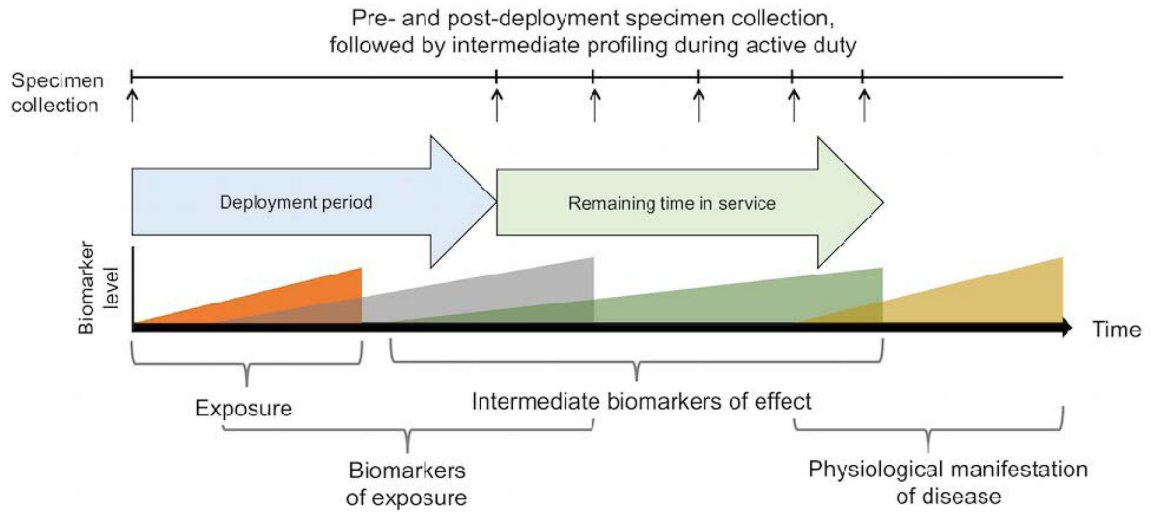 Pre- and post-deployment specimen collection,
followed by intermediate profiling during active duty
Specimen
collection
Deployment period
Remaining time in service
Biomarker
level
Time
Exposure
Intermediate biomarkers of effect
Biomarkers
of exposure
Physiological manifestation
of disease